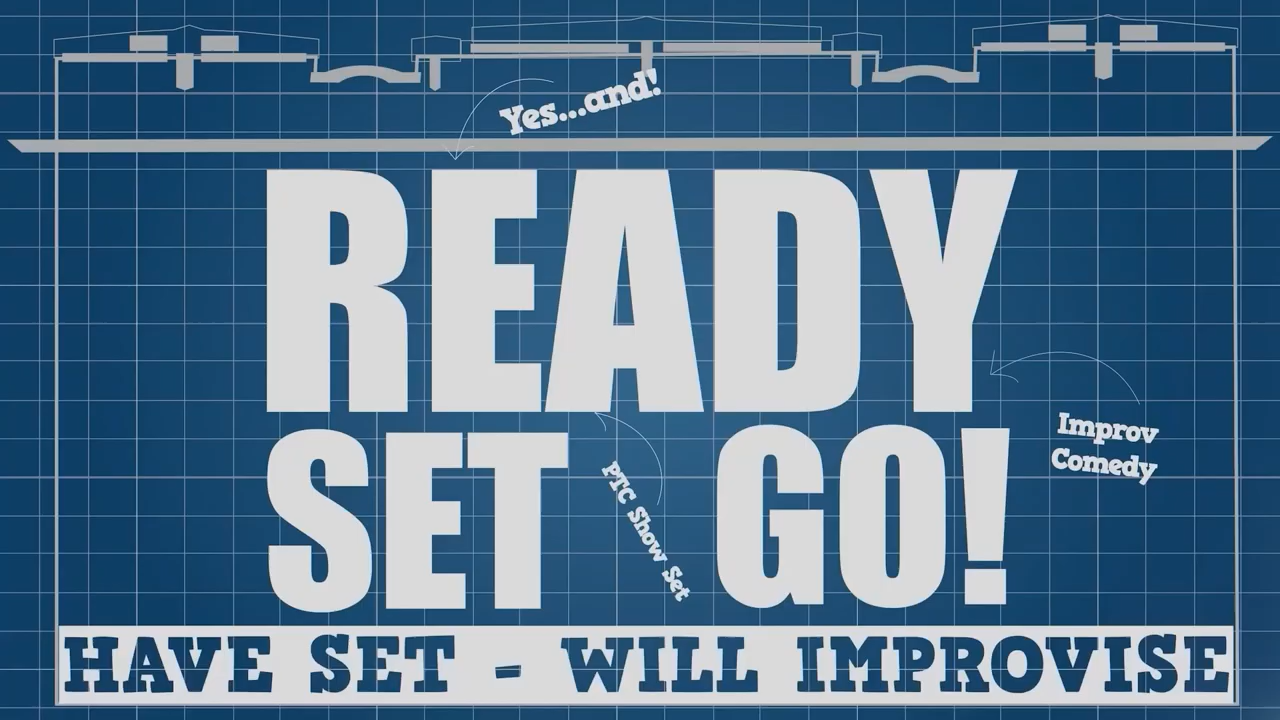 Yes...and!
READY
SET GO!
Improv
Comedy
PTC Show Set
HAVE SET - WILL IMPROVISE